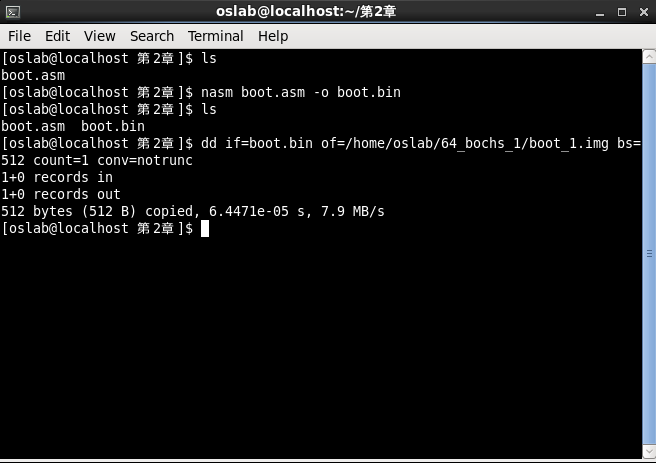 oslab@localhost:~/第2章
File Edit View Search Terminal Help
[oslab@localhost 第2章]$ ls
boot.asm
[oslab@localhost 第2章]$ nasm boot.asm -o boot.bin
[oslab@localhost 第2章]$ ls
boot.asm  boot.bin
[oslab@localhost 第2章]$ dd if=boot.bin of=/home/oslab/64_bochs_1/boot_1.img bs=
512 count=1 conv=notrunc
1+0 records in
1+0 records out
512 bytes (512 B) copied, 6.4471e-05 s, 7.9 MB/s
[oslab@localhost 第2章]$